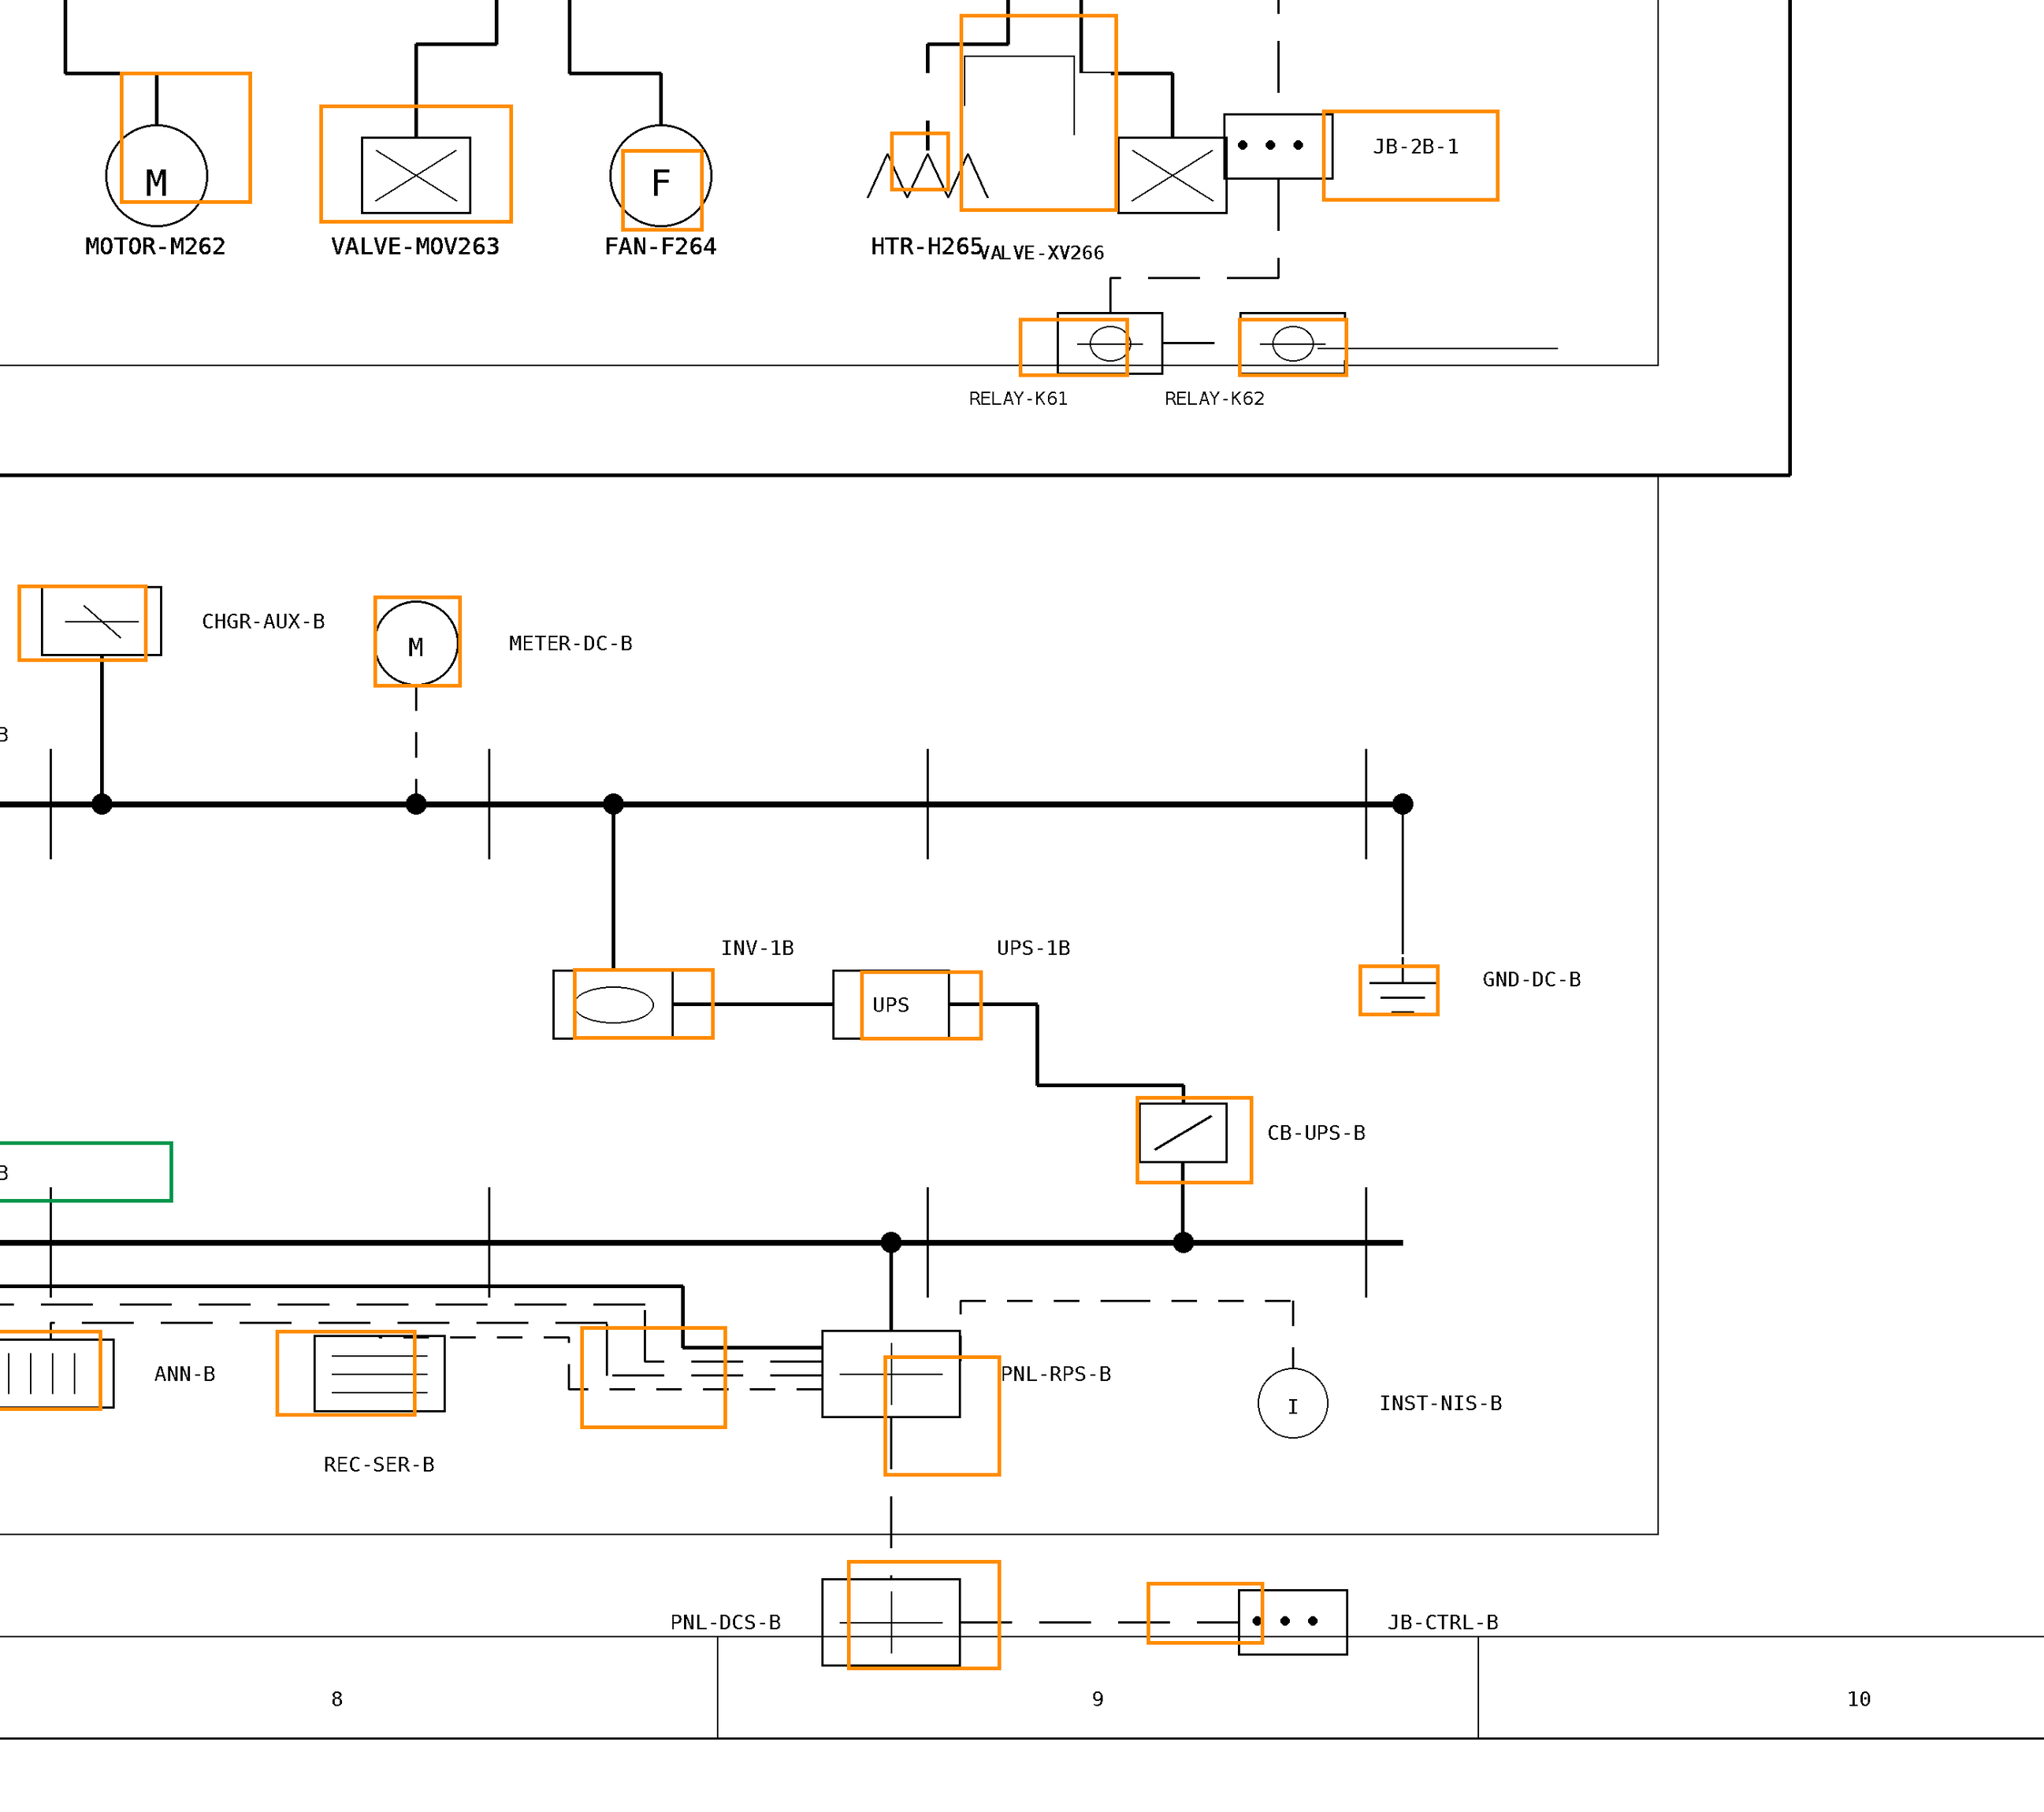 M
F
JB-2B-1
MOTOR-M262
VALVE-MOV263
FAN-F264
HTR-H265
VALVE-XV266
RELAY-K61
RELAY-K62
CHGR-AUX-B
M
METER-DC-B
B
INV-1B
UPS-1B
UPS
GND-DC-B
CB-UPS-B
B
ANN-B
PNL-RPS-B
I
INST-NIS-B
REC-SER-B
PNL-DCS-B
JB-CTRL-B
8
9
10